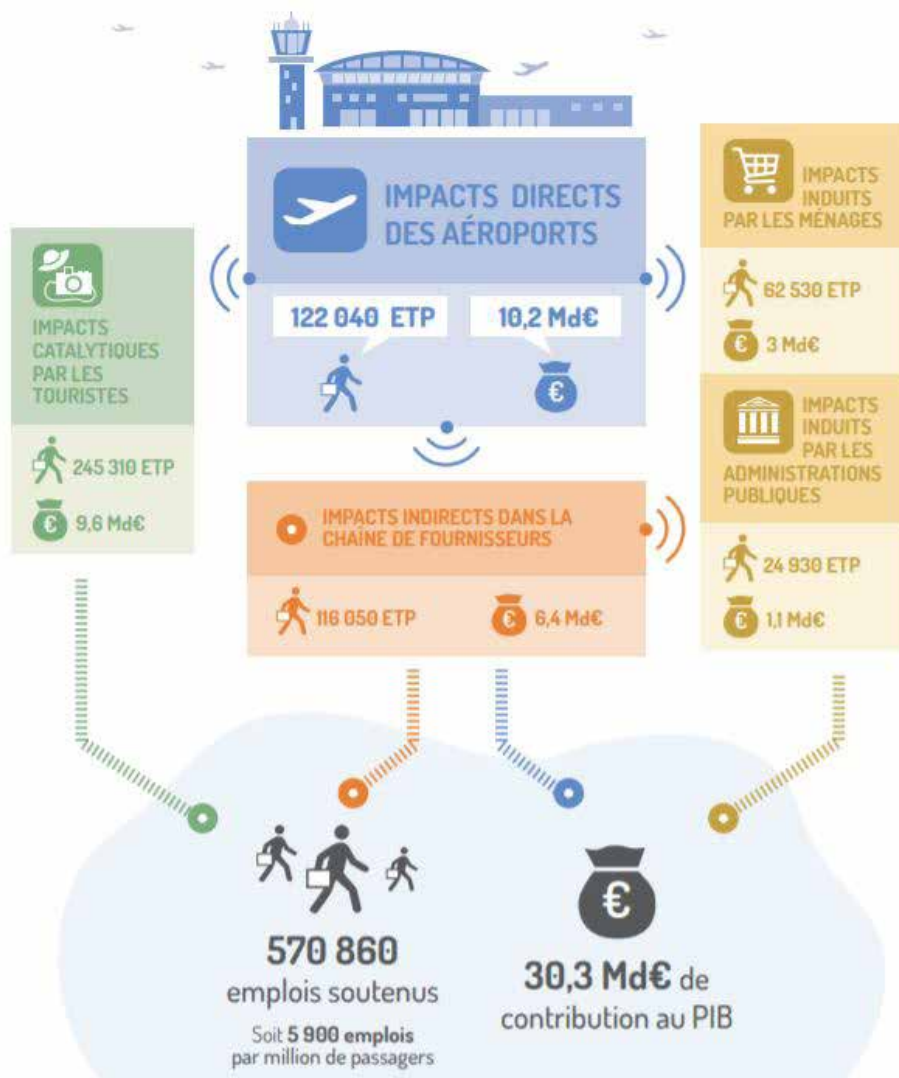 IMPACTS DIRECTS
DES AÉROPORTS
122 040 ETP
10,2 Md€
€
IMPACTS
CATALYTIQUES
PAR LES
TOURISTES
245 310 ETP
€ 9,6 Md€
IMPACTS INDIRECTS DANS LA
CHAÎNE DE FOURNISSEURS
116 050 ETP
€ 6,4 Md€
IMPACTS
INDUITS
PAR LES MÉNAGES
62 530 ETP
€ 3 Md€
IMPACTS
INDUITS
PAR LES
ADMINISTRATIONS
PUBLIQUES
24 930 ETP
€ 1,1 Md€
570 860
emplois soutenus
Soit 5 900 emplois
par million de passagers
€
30,3 Md€ de
contribution au PIB